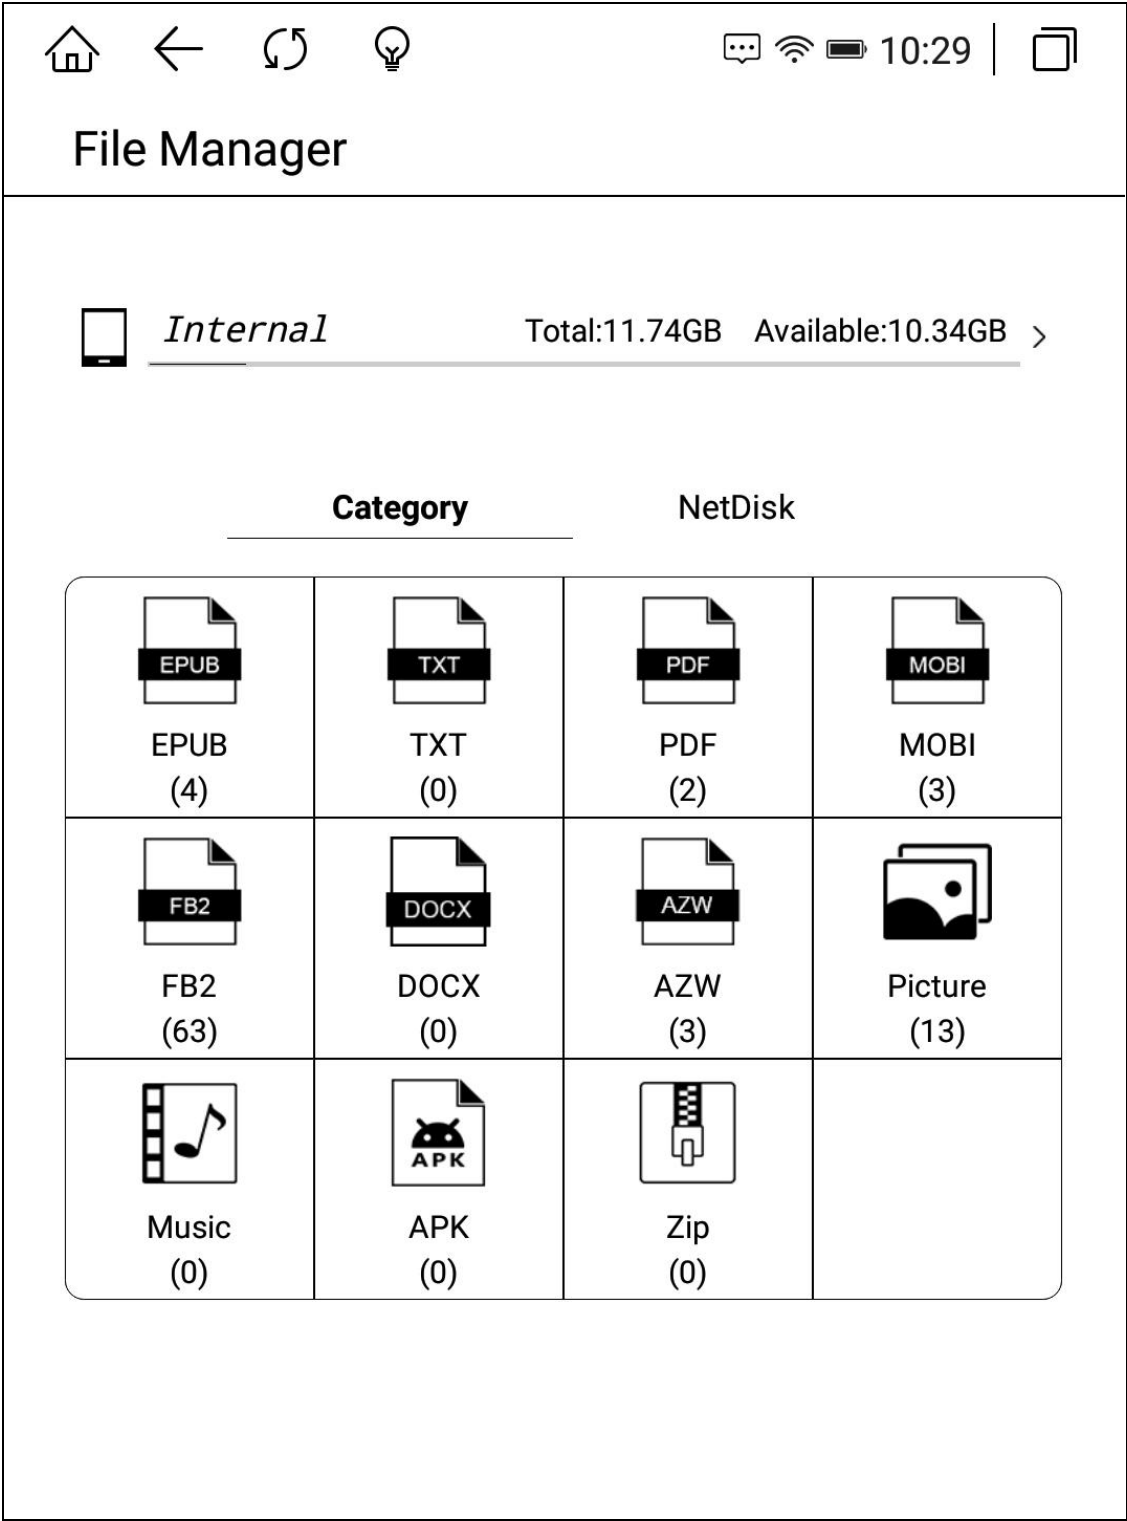 10:29
File Manager
Internal Total:11.74GB Available:10.34GB
Category NetDisk
EPUB TXT PDF MOBI
EPUB TXT PDF MOBI
(4) (0) (2) (3)
FB2 DOCX AZW
FB2 DOCX AZW Picture
(63) (0) (3) (13)
APK
Music APK Zip
(0) (0) (0)